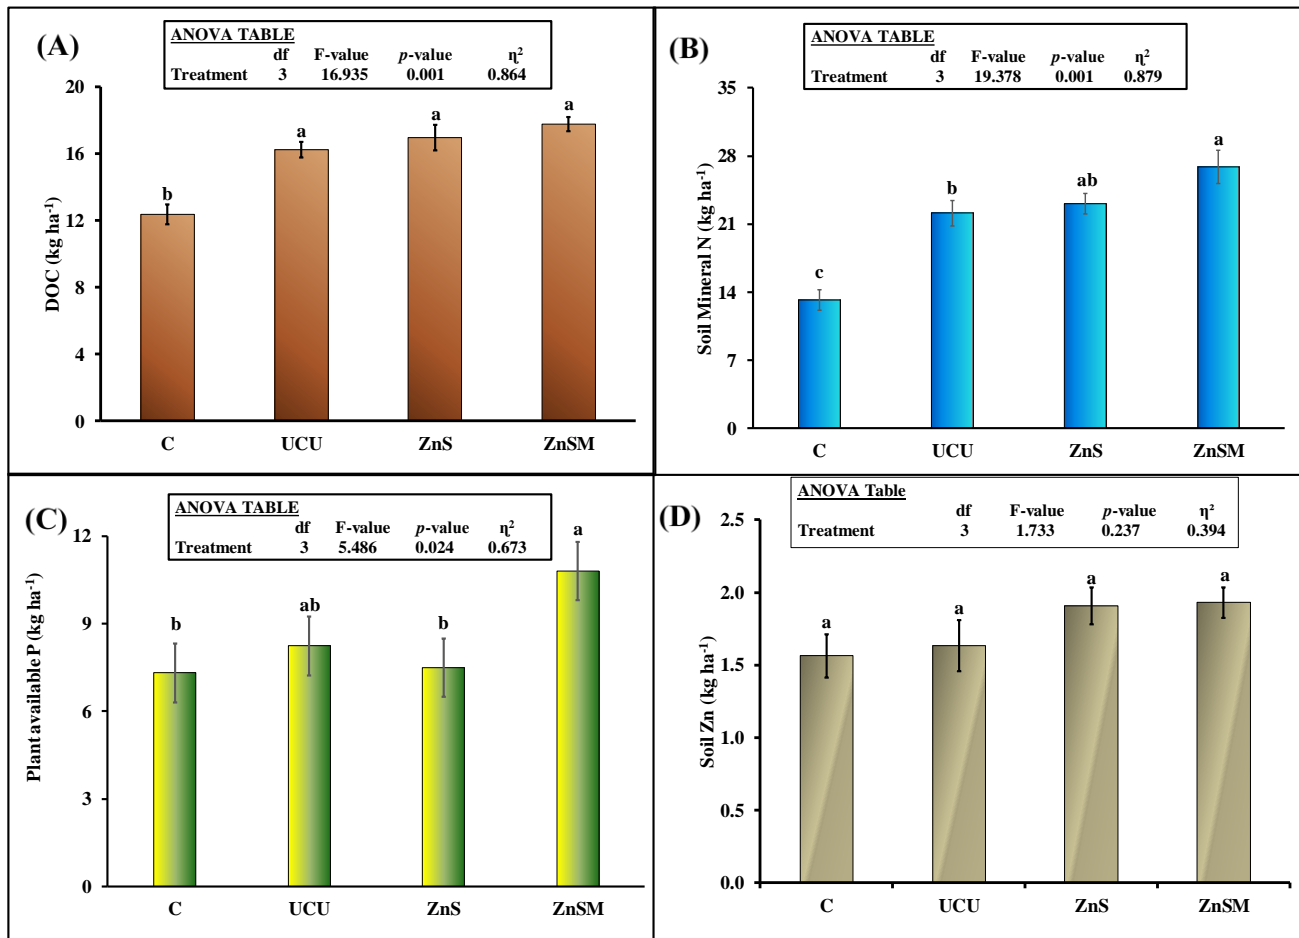 (A)
ANOVA TABLE
df F-value p-value η²
Treatment 3 16.935 0.001 0.864
DOC (kg ha⁻¹)
20
16
12
8
4
0
b
a
a
a
C UCU ZnS ZnSM
(B)
ANOVA TABLE
df F-value p-value η²
Treatment 3 19.378 0.001 0.879
Soil Mineral N (kg ha⁻¹)
35
28
21
14
7
0
c
b
ab
a
C UCU ZnS ZnSM
(C)
ANOVA TABLE
df F-value p-value η²
Treatment 3 5.486 0.024 0.673
Plant available P (kg ha⁻¹)
12
9
6
3
0
b
ab
b
a
C UCU ZnS ZnSM
(D)
ANOVA Table
df F-value p-value η²
Treatment 3 1.733 0.237 0.394
Soil Zn (kg ha⁻¹)
2.5
2.0
1.5
1.0
0.5
0.0
a
a
a
a
C UCU ZnS ZnSM